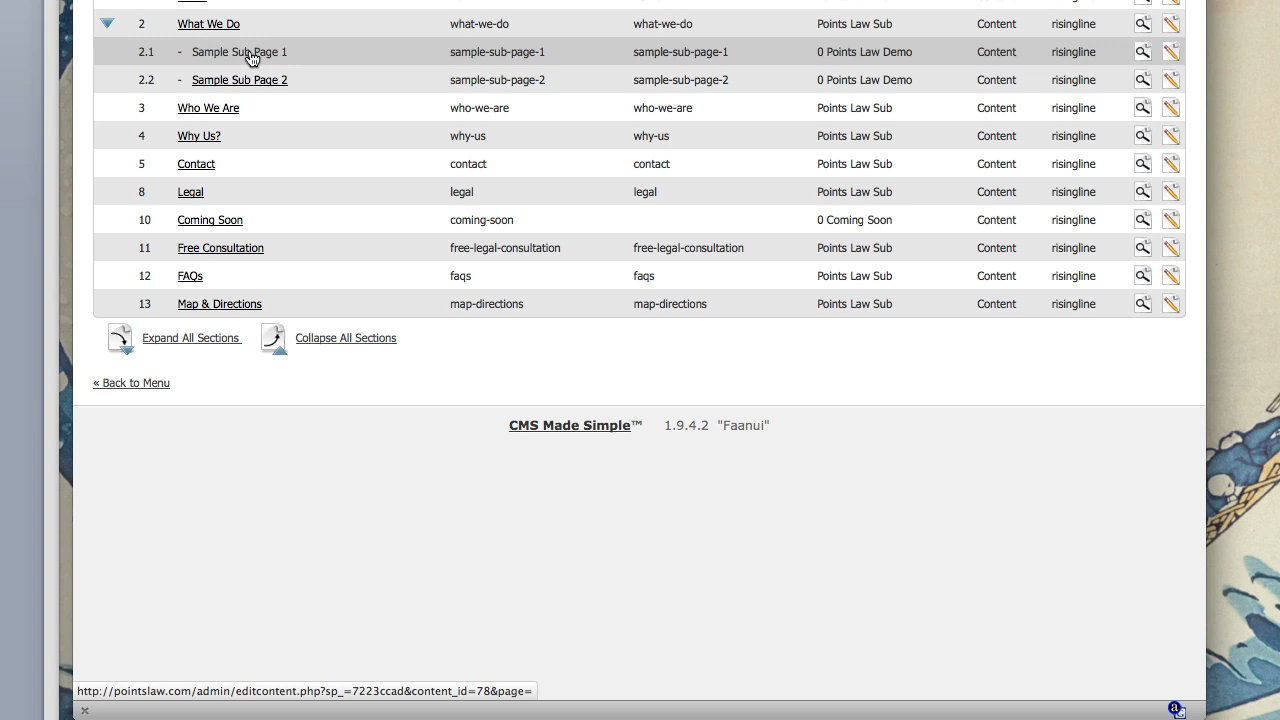 2 What We Do what-we-do what-we-do Points Law Sub Content risingline
2.1 - Sample Sub Page 1 sample-sub-page-1 sample-sub-page-1 0 Points Law Demo Content risingline
2.2 - Sample Sub Page 2 sample-sub-page-2 sample-sub-page-2 0 Points Law Demo Content risingline
3 Who We Are who-we-are who-we-are Points Law Sub Content risingline
4 Why Us? why-us why-us Points Law Sub Content risingline
5 Contact contact contact Points Law Sub Content risingline
8 Legal legal legal Points Law Sub Content risingline
10 Coming Soon coming-soon 0 Coming Soon Content risingline
11 Free Consultation free-legal-consultation free-legal-consultation Points Law Sub Content risingline
12 FAQs faqs faqs Points Law Sub Content risingline
13 Map & Directions map-directions map-directions Points Law Sub Content risingline
Expand All Sections Collapse All Sections
« Back to Menu
CMS Made Simple™ 1.9.4.2 "Faanui"
http://pointslaw.com/admin/editcontent.php?sp_=7223ccad&content_id=78&page=